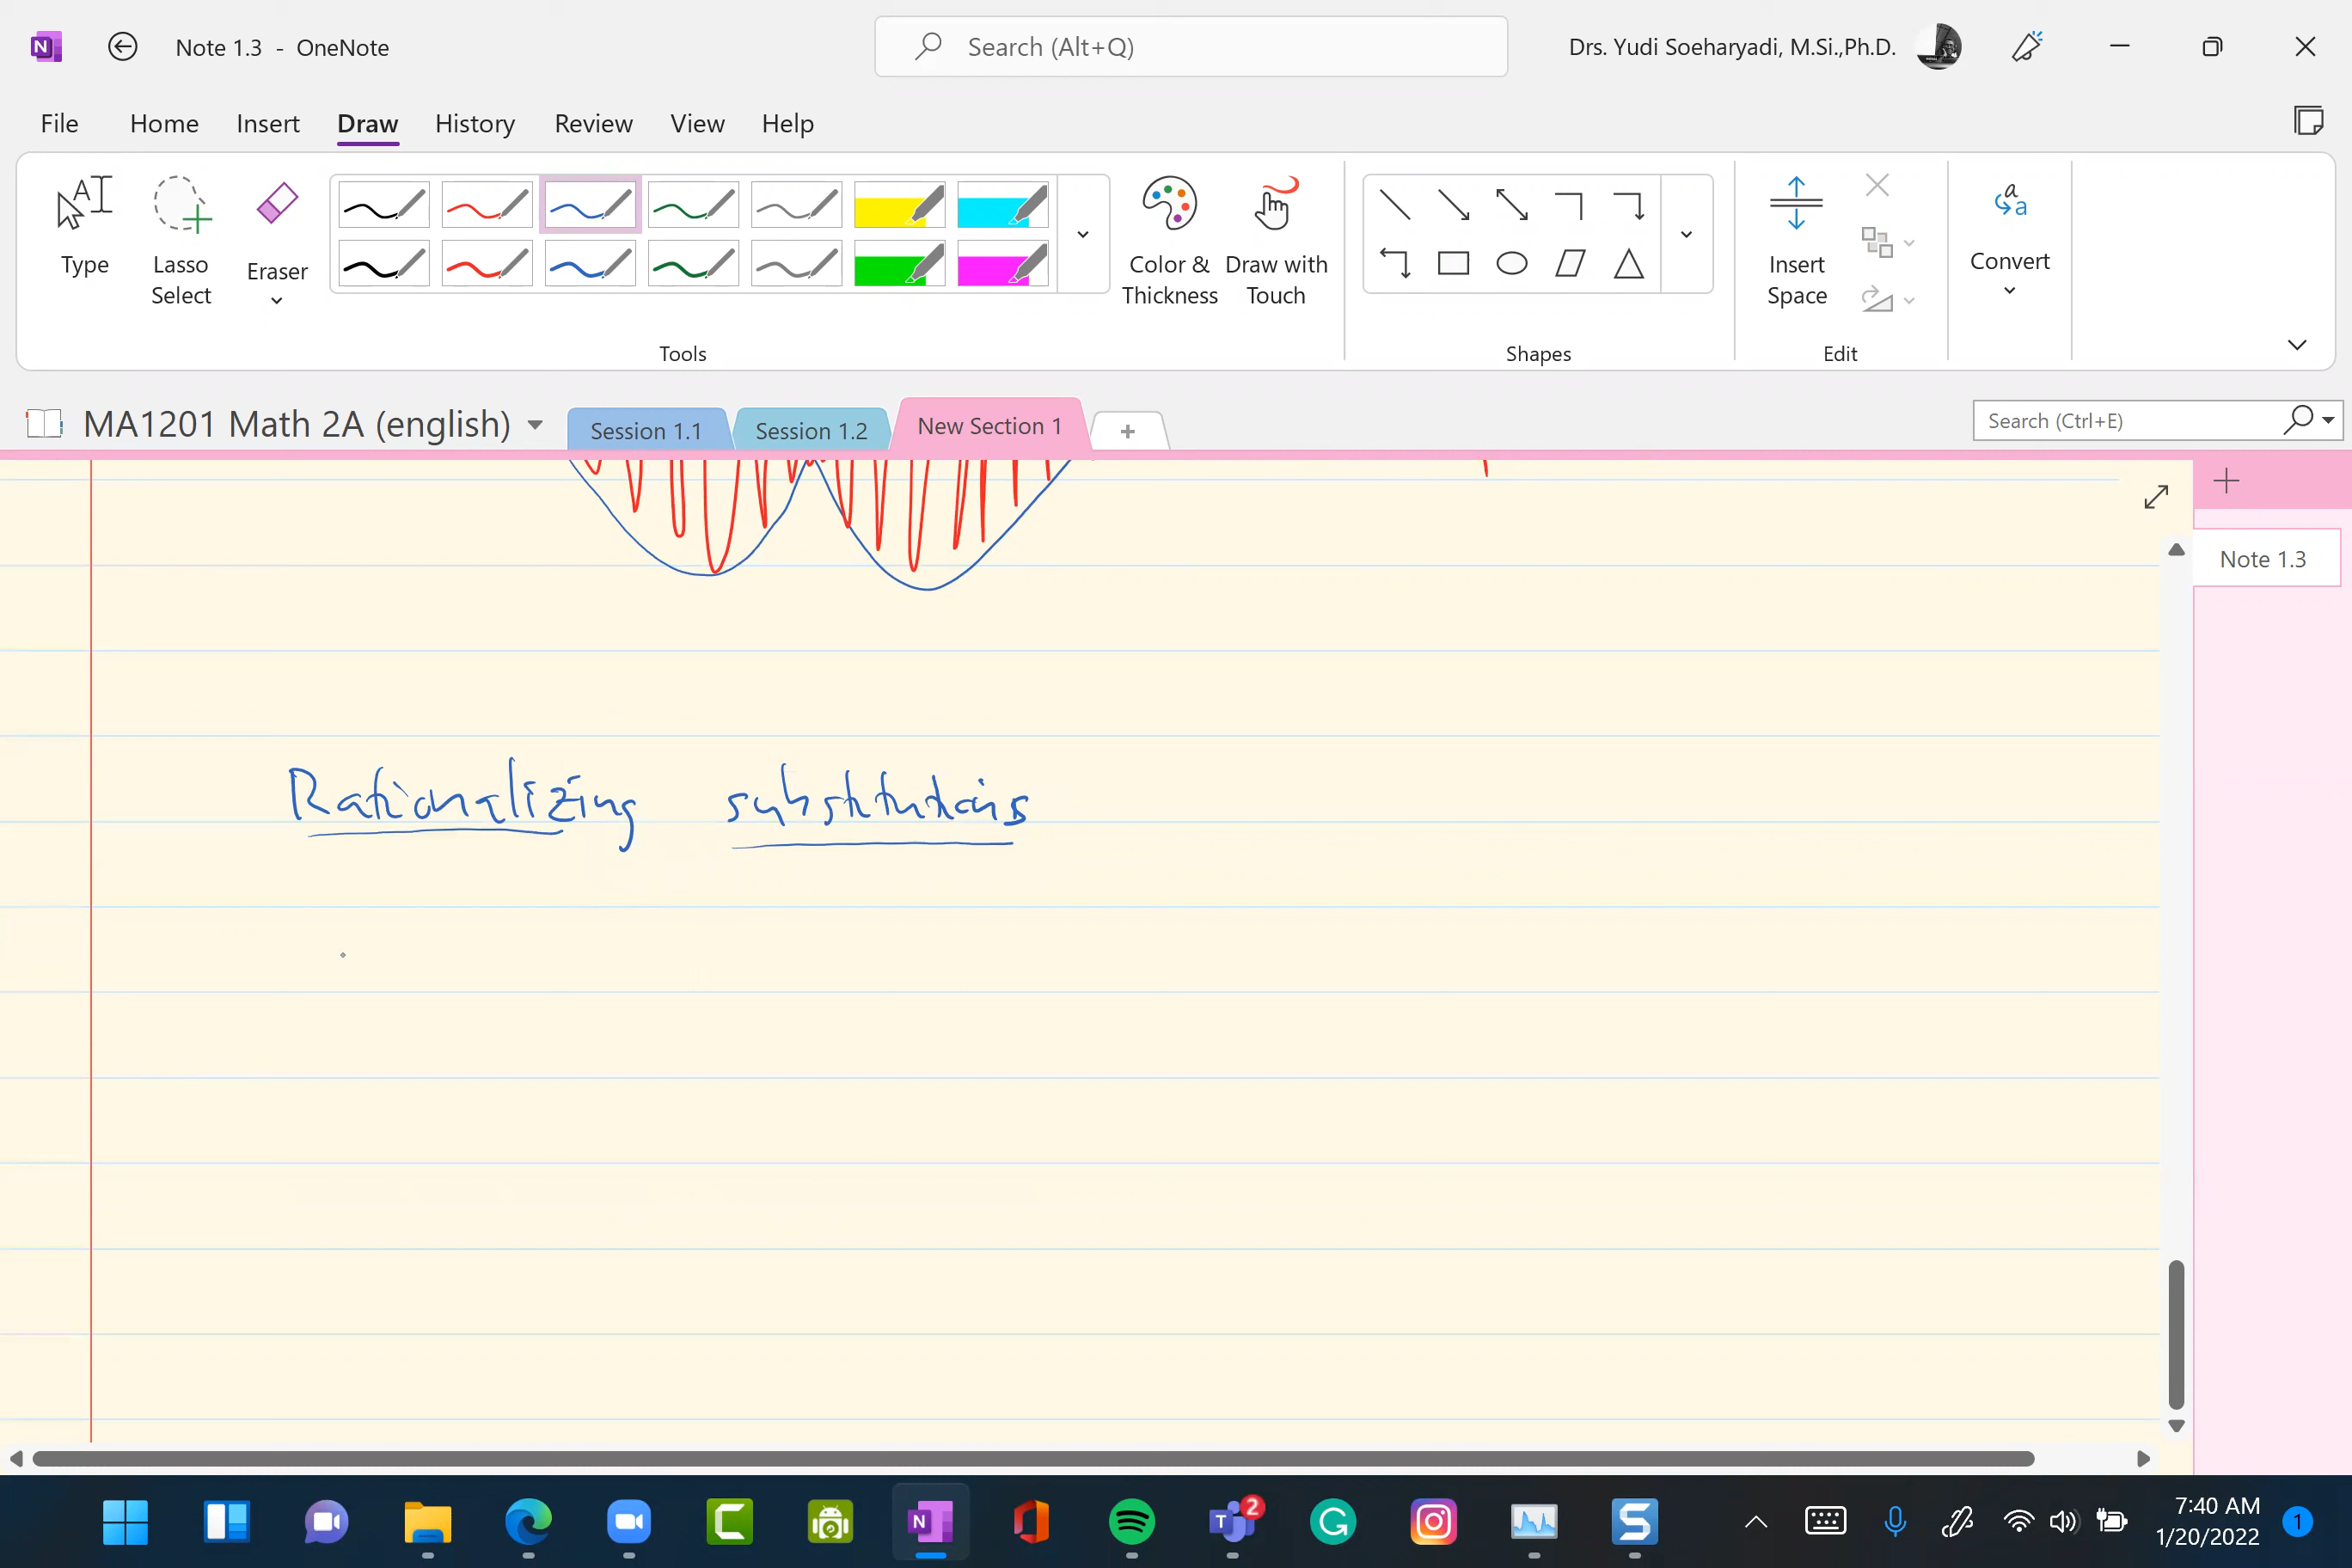 Note 1.3 - OneNote
Search (Alt+Q)
Drs. Yudi Soeharyadi, M.Si.,Ph.D.
File Home Insert Draw History Review View Help
Type
Lasso Select
Eraser
Color & Thickness
Draw with Touch
Insert Space
Convert
Tools
Shapes
Edit
MA1201 Math 2A (english)
Session 1.1
Session 1.2
New Section 1
Search (Ctrl+E)
Note 1.3
Rationalizing substitutions
2
7:40 AM
1/20/2022
1